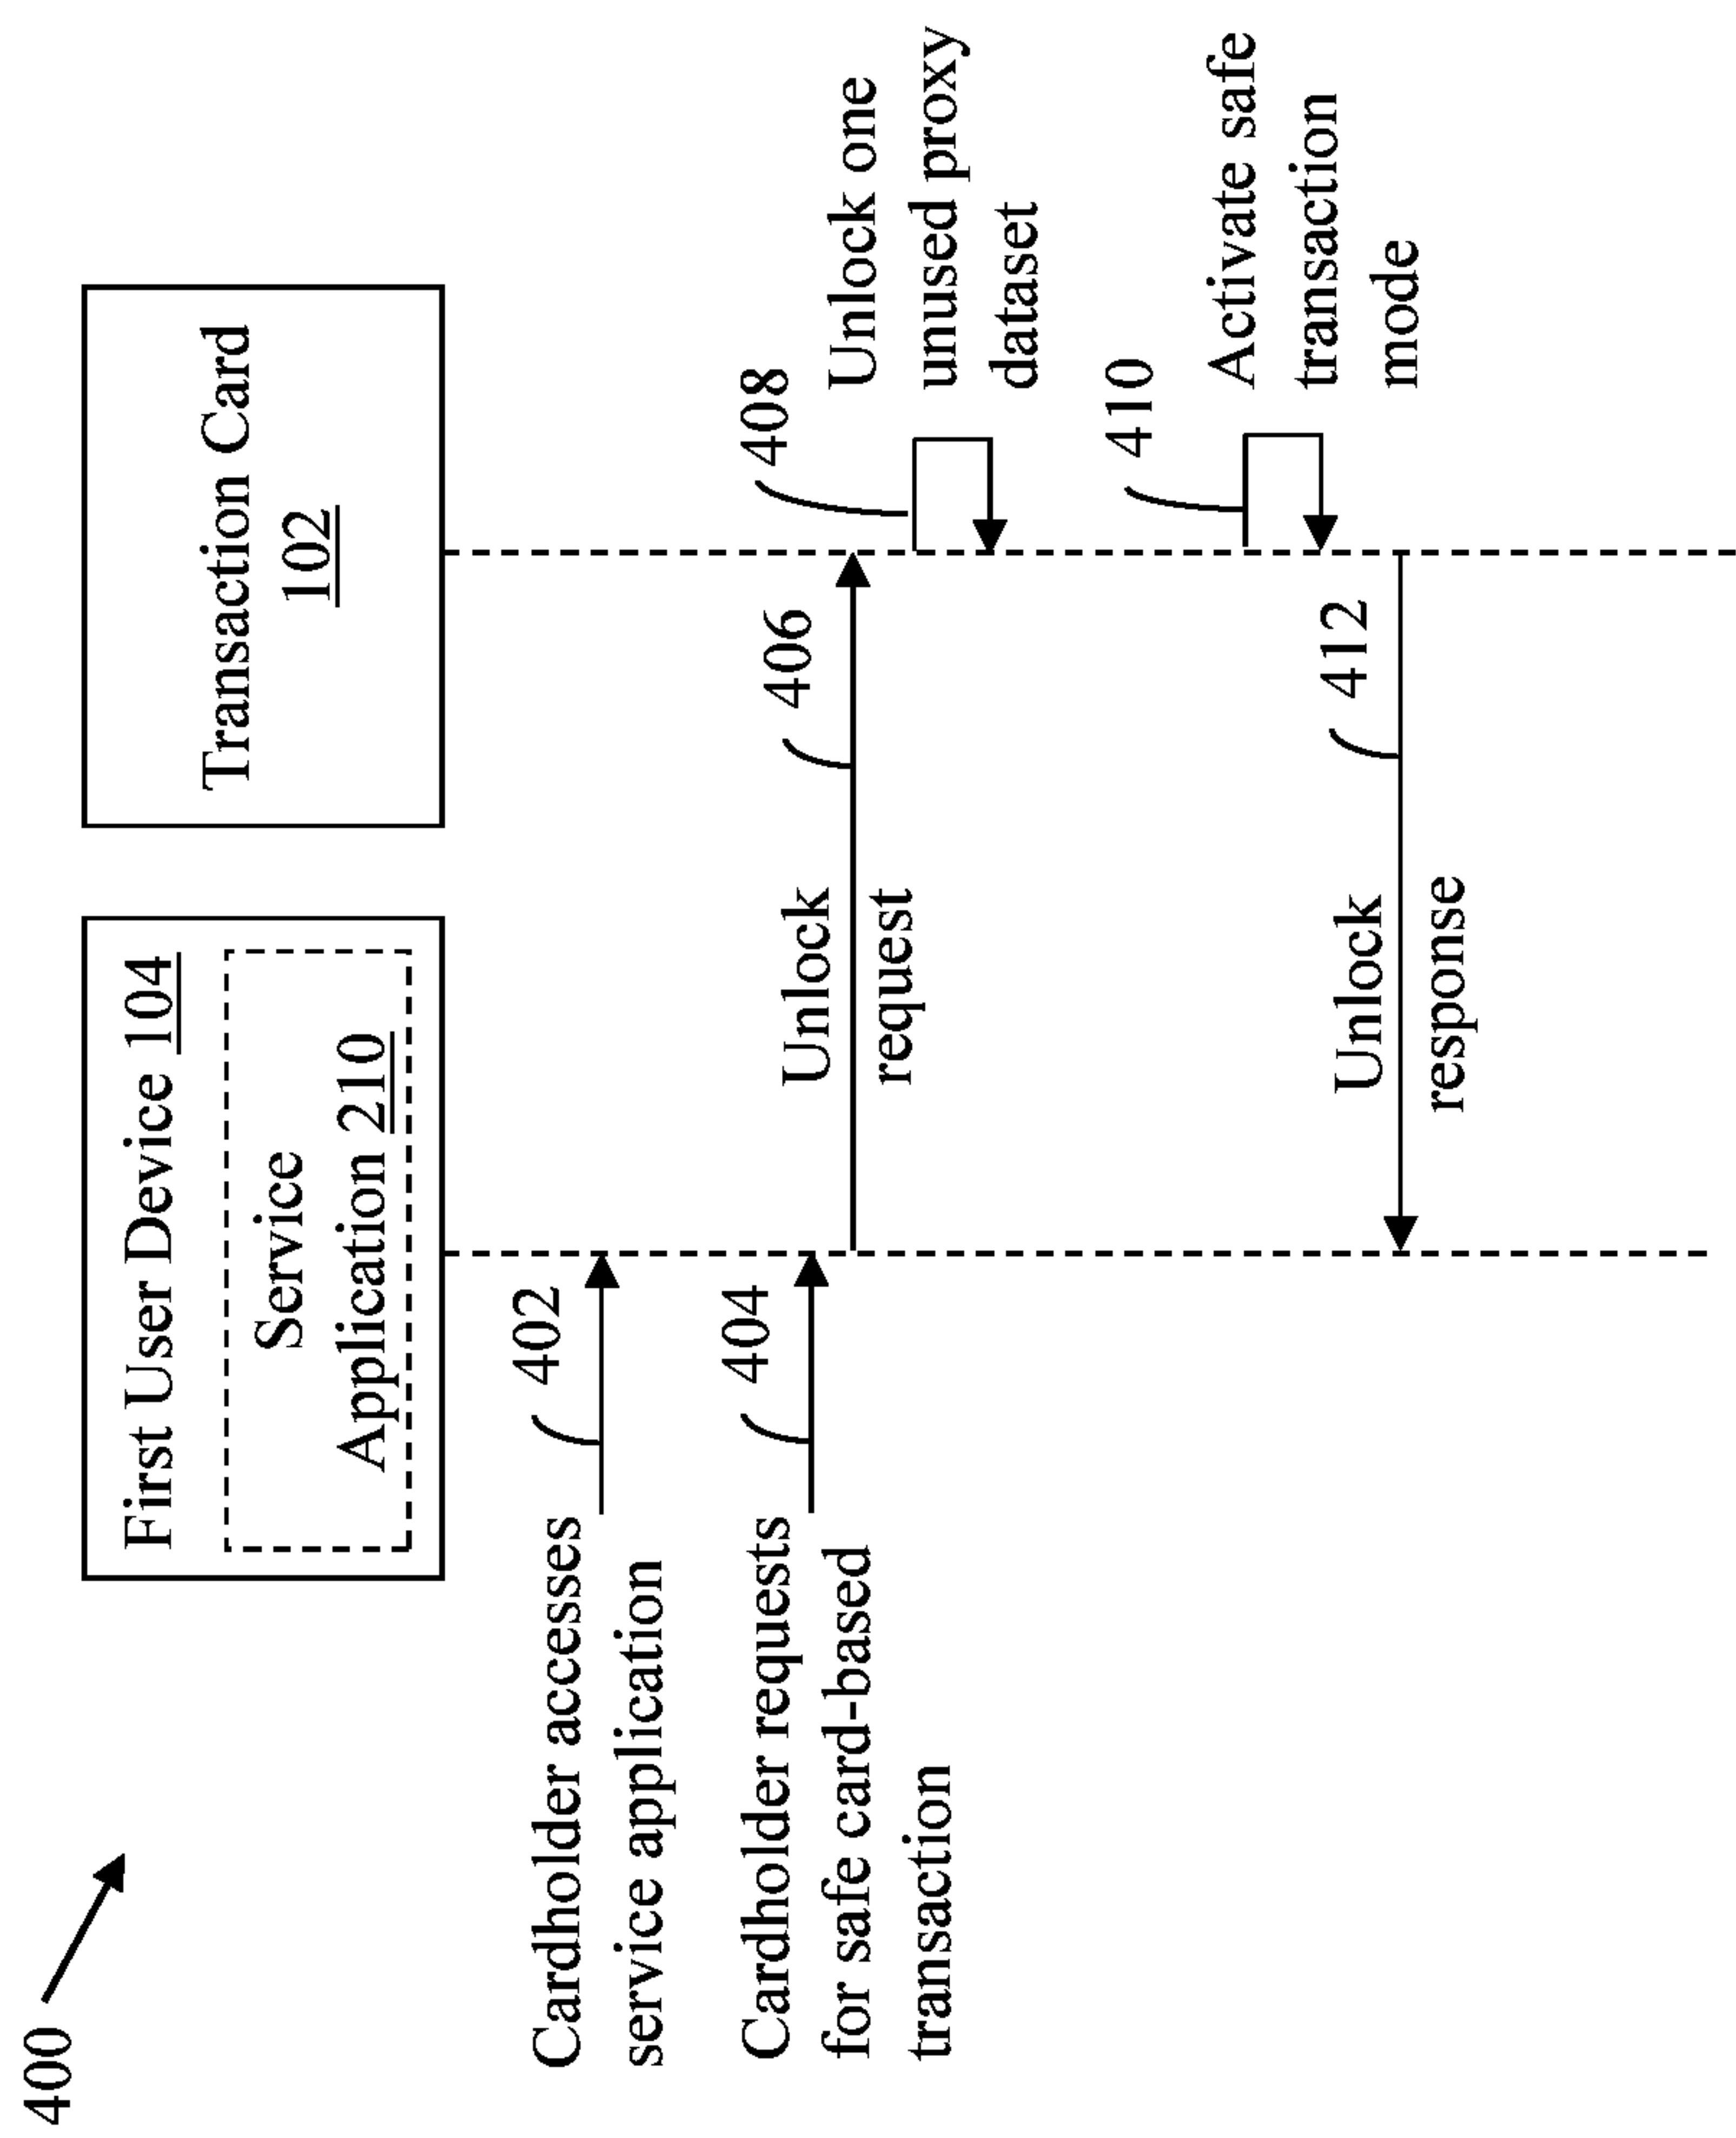 400
First User Device 104
Service
Application 210
Transaction Card
102
Cardholder accesses
service application
402
Cardholder requests
for safe card-based
transaction
404
Unlock
request
406
408
Unlock one
unused proxy
dataset
410
Activate safe
transaction
mode
Unlock
response
412